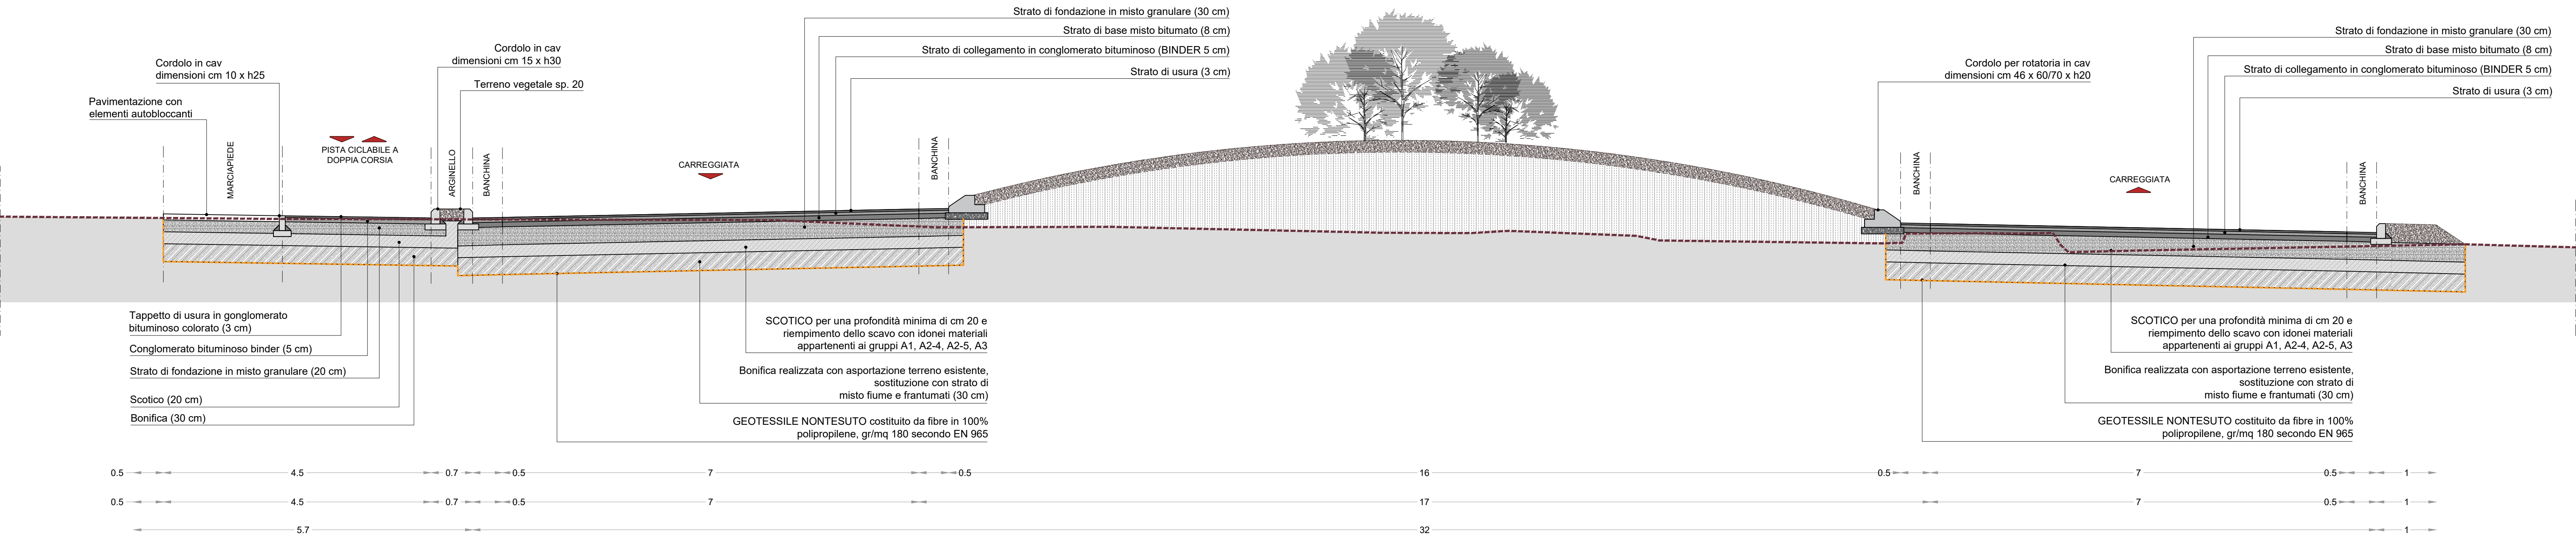 Strato di fondazione in misto granulare (30 cm)
Strato di base misto bitumato (8 cm)
Strato di collegamento in conglomerato bituminoso (BINDER 5 cm)
Strato di usura (3 cm)
Cordolo in cav
dimensioni cm 15 x h30
Terreno vegetale sp. 20
Cordolo in cav
dimensioni cm 10 x h25
Pavimentazione con
elementi autobloccanti
Strato di fondazione in misto granulare (30 cm)
Strato di base misto bitumato (8 cm)
Strato di collegamento in conglomerato bituminoso (BINDER 5 cm)
Strato di usura (3 cm)
Cordolo per rotatoria in cav
dimensioni cm 46 x 60/70 x h20
MARCIAPIEDE
PISTA CICLABILE A
DOPPIA CORSIA
ARGINELLO
BANCHINA
CARREGGIATA
BANCHINA
BANCHINA
CARREGGIATA
BANCHINA
Tappetto di usura in gonglomerato
bituminoso colorato (3 cm)
Conglomerato bituminoso binder (5 cm)
Strato di fondazione in misto granulare (20 cm)
Scotico (20 cm)
Bonifica (30 cm)
SCOTICO per una profondità minima di cm 20 e
riempimento dello scavo con idonei materiali
appartenenti ai gruppi A1, A2-4, A2-5, A3
Bonifica realizzata con asportazione terreno esistente,
sostituzione con strato di
misto fiume e frantumati (30 cm)
GEOTESSILE NONTESUTO costituito da fibre in 100%
polipropilene, gr/mq 180 secondo EN 965
SCOTICO per una profondità minima di cm 20 e
riempimento dello scavo con idonei materiali
appartenenti ai gruppi A1, A2-4, A2-5, A3
Bonifica realizzata con asportazione terreno esistente,
sostituzione con strato di
misto fiume e frantumati (30 cm)
GEOTESSILE NONTESUTO costituito da fibre in 100%
polipropilene, gr/mq 180 secondo EN 965
0.5 4.5 0.7 0.5 7 0.5 16 0.5 7 0.5 1
0.5 4.5 0.7 0.5 7 17 7 0.5 1
5.7 32 1